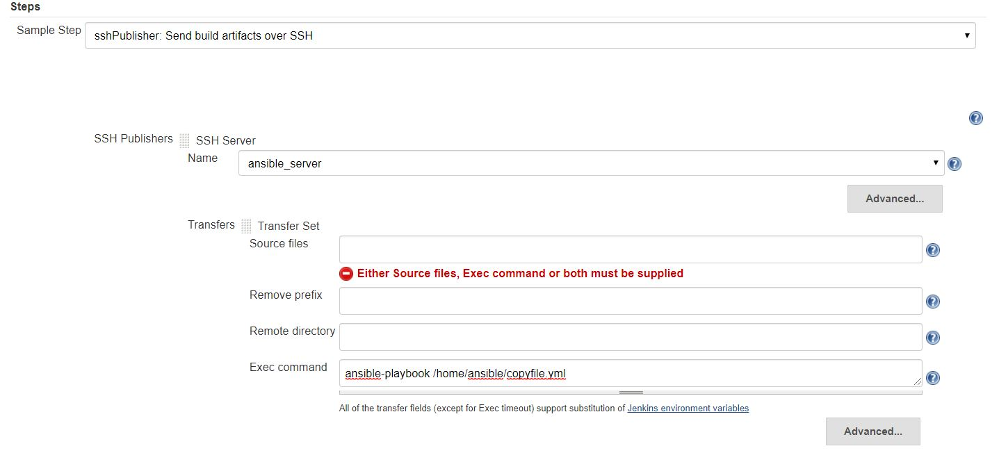 Steps
Sample Step
sshPublisher: Send build artifacts over SSH
SSH Publishers
SSH Server
Name
ansible_server
Advanced...
Transfers
Transfer Set
Source files
Either Source files, Exec command or both must be supplied
Remove prefix
Remote directory
Exec command
ansible-playbook /home/ansible/copyfile.yml
All of the transfer fields (except for Exec timeout) support substitution of Jenkins environment variables
Advanced...